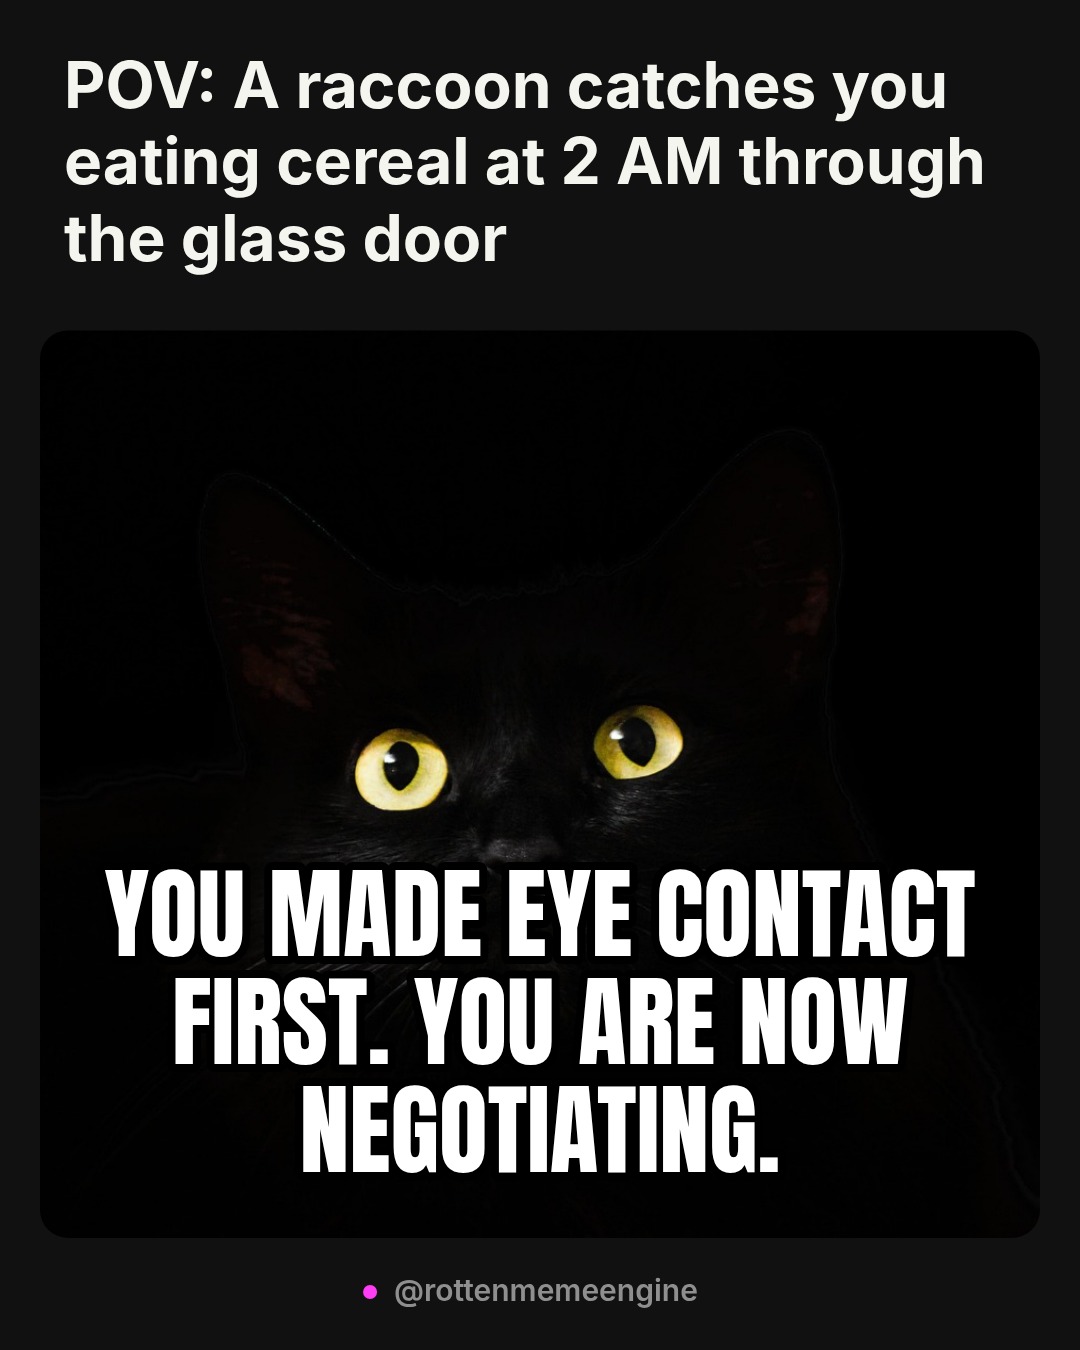 POV: A raccoon catches you
eating cereal at 2 AM through
the glass door
YOU MADE EYE CONTACT
FIRST. YOU ARE NOW
NEGOTIATING.
@rottenmemeengine